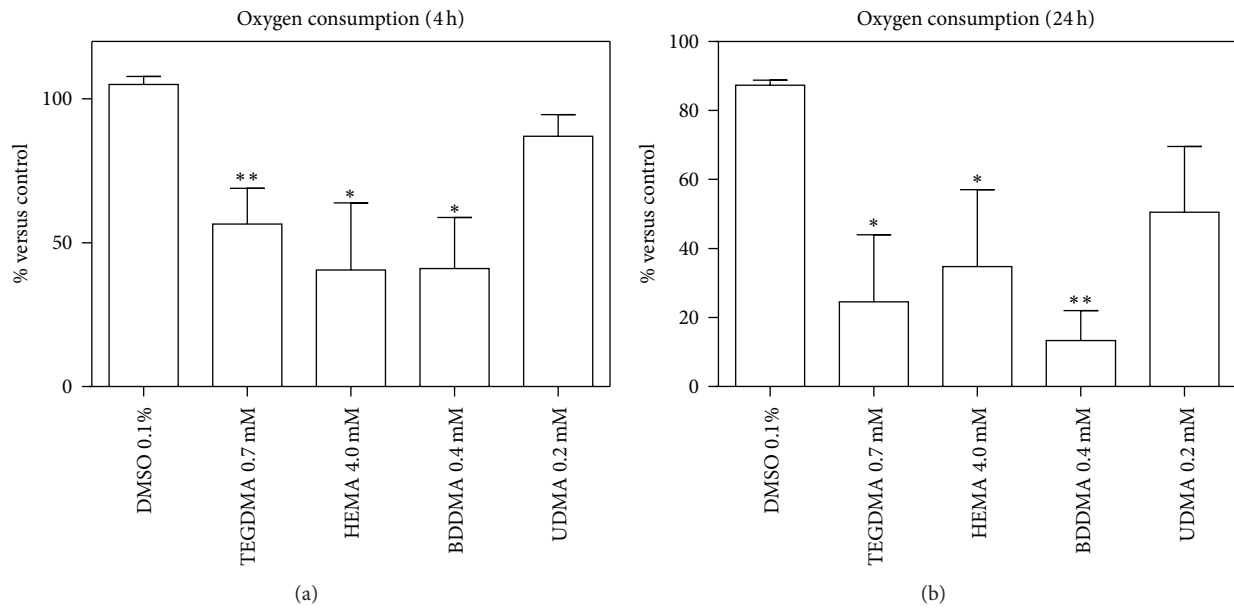 Oxygen consumption (4 h)
% versus control
100
50
0
**
*
*
DMSO 0.1%
TEGDMA 0.7 mM
HEMA 4.0 mM
BDDMA 0.4 mM
UDMA 0.2 mM
(a)
Oxygen consumption (24 h)
% versus control
100
80
60
40
20
0
*
*
**
DMSO 0.1%
TEGDMA 0.7 mM
HEMA 4.0 mM
BDDMA 0.4 mM
UDMA 0.2 mM
(b)